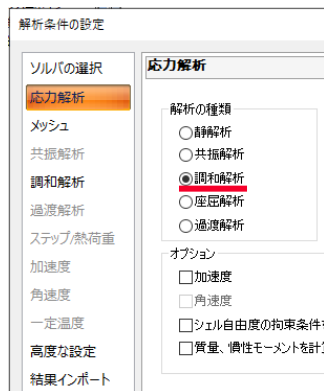 解析条件の設定
ソルバの選択
応力解析
メッシュ
共振解析
調和解析
過渡解析
ステップ/熱荷重
加速度
角速度
一定温度
高度な設定
結果インポート
応力解析
解析の種類
静解析
共振解析
調和解析
座屈解析
過渡解析
オプション
加速度
角速度
シェル自由度の拘束条件を
質量、慣性モーメントを計算